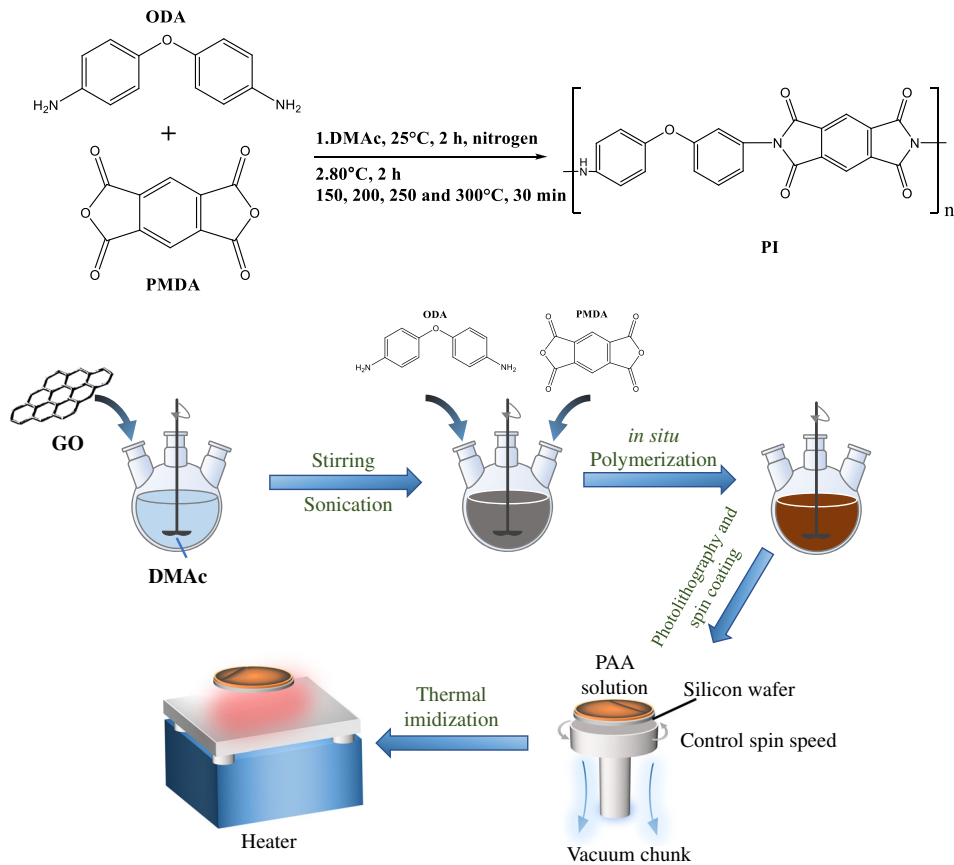 ODA
O
H₂N
NH₂
+
O
O
O
O
O
O
PMDA
1.DMAc, 25°C, 2 h, nitrogen
2.80°C, 2 h
150, 200, 250 and 300°C, 30 min
N
H
O
N
O
O
O
O
N
n
PI
ODA
O
H₂N
NH₂
PMDA
O
O
O
O
O
O
GO
DMAc
Stirring
Sonication
in situ
Polymerization
Photolithography and
spin coating
PAA
solution
Silicon wafer
Control spin speed
Vacuum chunk
Thermal
imidization
Heater